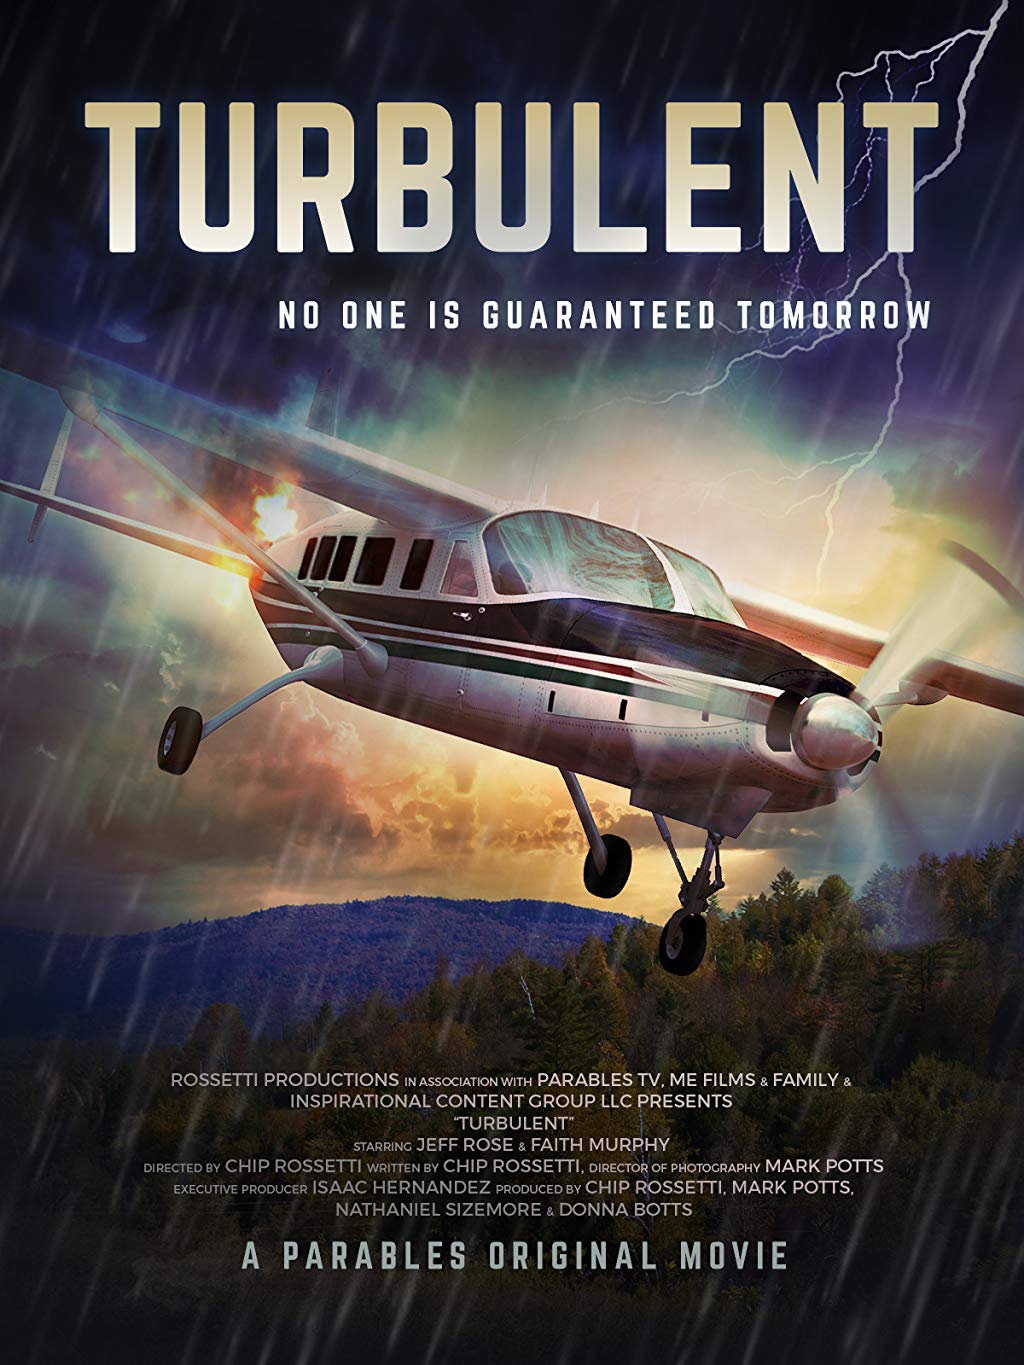 TURBULENT
NO ONE IS GUARANTEED TOMORROW
ROSSETTI PRODUCTIONS IN ASSOCIATION WITH PARABLES TV, ME FILMS & FAMILY &
INSPIRATIONAL CONTENT GROUP LLC PRESENTS
“TURBULENT”
STARRING JEFF ROSE & FAITH MURPHY
DIRECTED BY CHIP ROSSETTI WRITTEN BY CHIP ROSSETTI, DIRECTOR OF PHOTOGRAPHY MARK POTTS
EXECUTIVE PRODUCER ISAAC HERNANDEZ PRODUCED BY CHIP ROSSETTI, MARK POTTS,
NATHANIEL SIZEMORE & DONNA BOTTS
A PARABLES ORIGINAL MOVIE